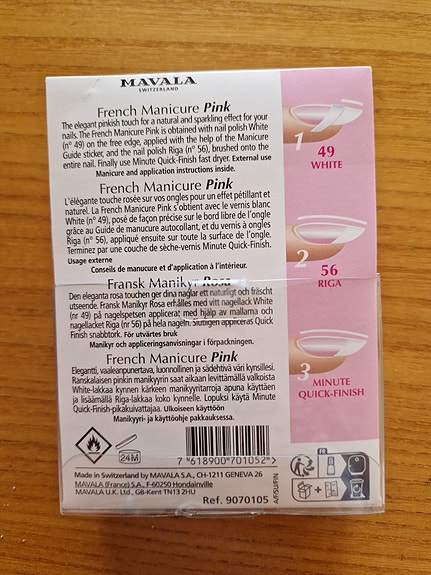 MAVALA
SWITZERLAND
French Manicure Pink
The elegant pinkish touch for a natural and sparkling effect for your
nails. The French Manicure Pink is obtained with nail polish White
(n° 49) on the free edge, applied with the help of the Manicure
Guide sticker, and the nail polish Riga (n° 56), brushed onto the
entire nail. Finally use Minute Quick-Finish fast dryer. External use
Manicure and application instructions inside.
French Manicure Pink
L'élégante touche rosée sur vos ongles pour un effet pétillant et
naturel. La French Manicure Pink s'obtient avec le vernis blanc
White (n° 49), posé de façon précise sur le bord libre de l'ongle
grâce au Guide de manucure autocollant, et du vernis à ongles
Riga (n° 56), appliqué ensuite sur toute la surface de l'ongle.
Terminez par une couche de sèche-vernis Minute Quick-Finish.
Usage externe
Conseils de manucure et d'application à l'intérieur.
Fransk Manikyr Rosa
Den eleganta rosa touchen ger dina naglar ett naturligt och fräscht
utseende. Fransk Manikyr Rosa erhålles med vitt nagellack White
(nr 49) på nagelspetsen applicerat med hjälp av mallarna och
nagellacket Riga (nr 56) på hela nageln. Slutligen appliceras Quick
Finish snabbtork. För utvärtes bruk
Manikyr och appliceringsanvisningar i förpackningen.
French Manicure Pink
Elegantti, vaaleanpunertava, luonnollinen ja sädehtivä väri kynsillesi.
Ranskalaisen pinkin manikyyrin saat aikaan levittämällä valkoista
White-lakkaa kynnen kärkeen manikyyritarroja apuna käyttäen
ja lisäämällä Riga-lakkaa koko kynnelle. Lopuksi käytä Minute
Quick-Finish-pikakuivattajaa. Ulkoiseen käyttöön
Manikyyri- ja käyttöohje pakkauksessa.
1
49
WHITE
2
56
RIGA
3
MINUTE
QUICK-FINISH
24M
7 618900 701052 >
FR
Made in Switzerland by MAVALA S.A., CH-1211 GENEVA 26
MAVALA (France) S.A., F-60250 Hondainville
MAVALA U.K. Ltd., GB-Kent TN13 2HU
Ref. 9070105
A/F/SU/FIN